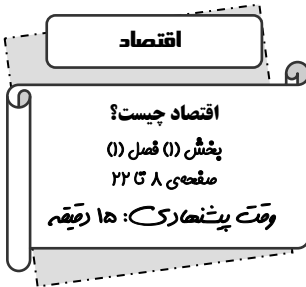 اقتصاد
اقتصاد چیست؟
بخش (۱) فصل (۱)
صفحه‌ی ۸ تا ۲۲
وقت پیشنهادی: ۱۵ دقیقه